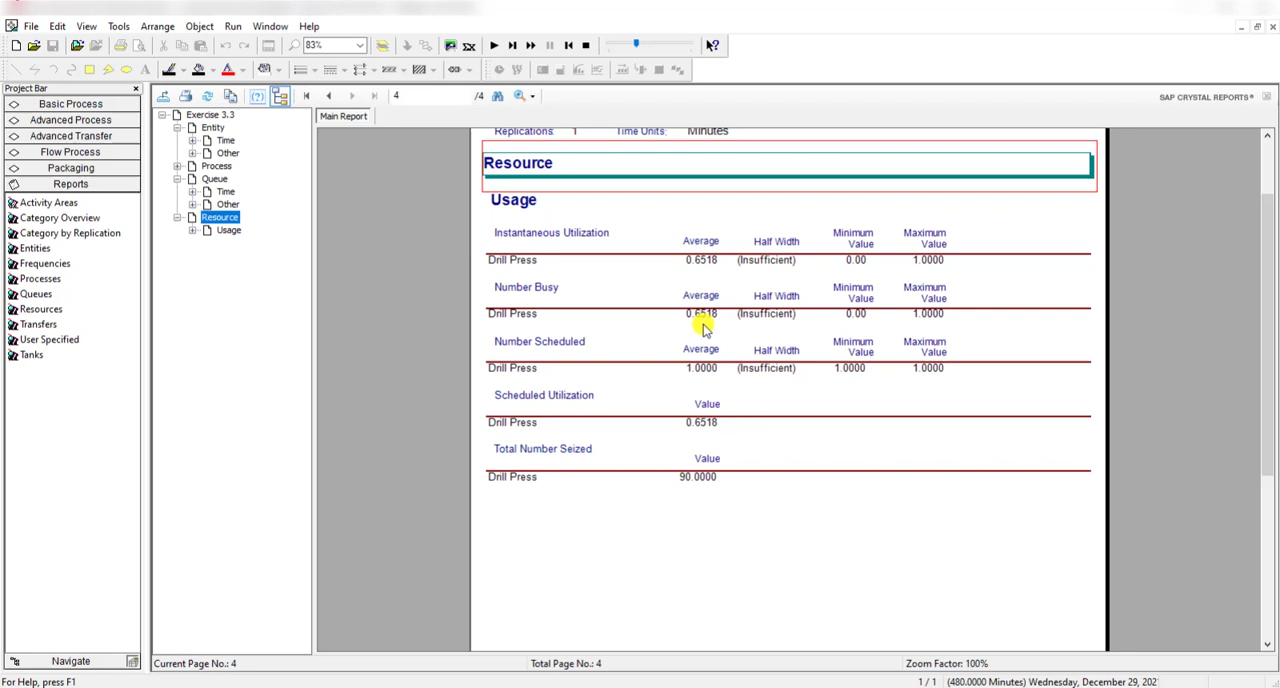 File Edit View Tools Arrange Object Run Window Help
83%
Project Bar
Basic Process
Advanced Process
Advanced Transfer
Flow Process
Packaging
Reports
Activity Areas
Category Overview
Category by Replication
Entities
Frequencies
Processes
Queues
Resources
Transfers
User Specified
Tanks
Navigate
4 /4
SAP CRYSTAL REPORTS®
Exercise 3.3
Entity
Time
Other
Process
Queue
Time
Other
Resource
Usage
Main Report
Replications: 1 Time Units: Minutes
Resource
Usage
Instantaneous Utilization Average Half Width Minimum Value Maximum Value
Drill Press 0.6518 (Insufficient) 0.00 1.0000
Number Busy Average Half Width Minimum Value Maximum Value
Drill Press 0.6518 (Insufficient) 0.00 1.0000
Number Scheduled Average Half Width Minimum Value Maximum Value
Drill Press 1.0000 (Insufficient) 1.0000 1.0000
Scheduled Utilization Value
Drill Press 0.6518
Total Number Seized Value
Drill Press 90.0000
Current Page No.: 4 Total Page No.: 4 Zoom Factor: 100%
For Help, press F1 1 / 1 (480.0000 Minutes) Wednesday, December 29, 202